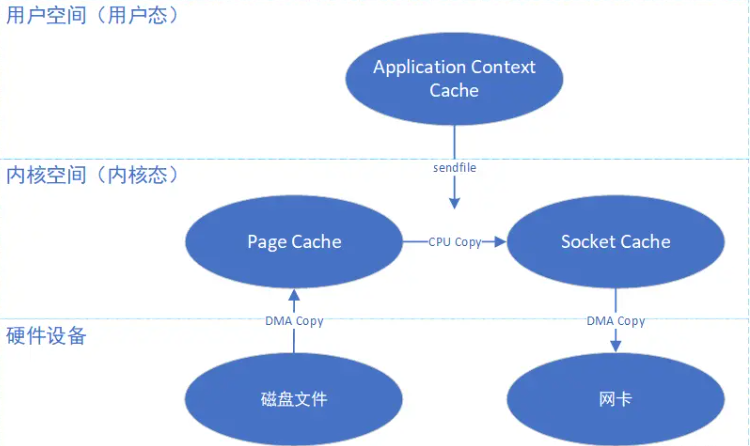 用户空间（用户态）
Application Context
Cache
sendfile
内核空间（内核态）
Page Cache
CPU Copy
Socket Cache
DMA Copy
DMA Copy
硬件设备
磁盘文件
网卡